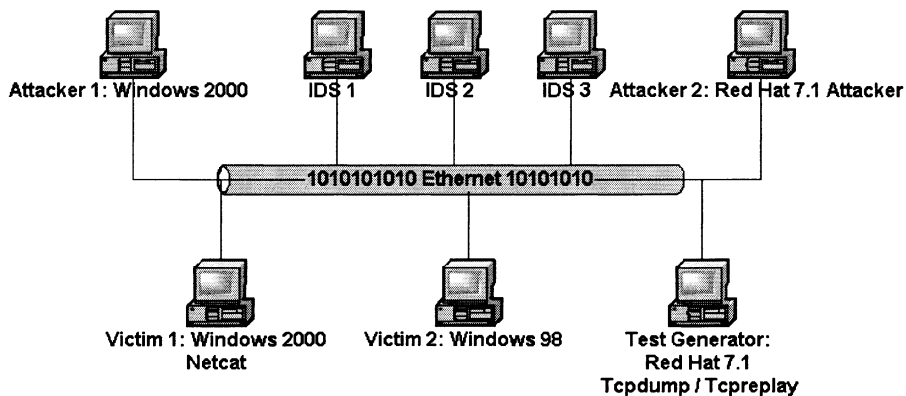 Attacker 1: Windows 2000
IDS 1
IDS 2
IDS 3
Attacker 2: Red Hat 7.1 Attacker
1010101010 Ethernet 10101010
Victim 1: Windows 2000
Netcat
Victim 2: Windows 98
Test Generator:
Red Hat 7.1
Tcpdump / Tcpreplay